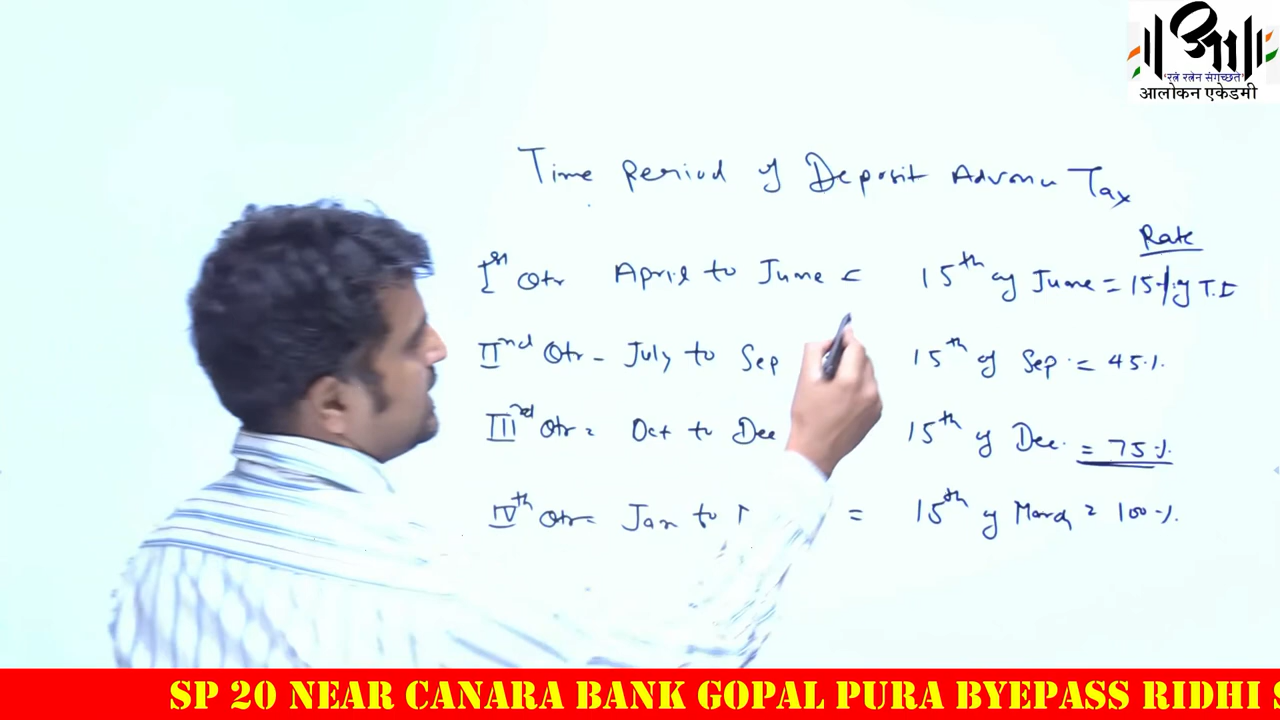 आ
'रत्नं रत्नेन संगच्छते'
आलोकन एकेडमी
Time Period of Deposit Advance Tax
Rate
Ist Qtr April to June = 15th of June = 15% of T.I
IInd Qtr - July to Sep 15th of Sep. = 45%
IIIrd Qtr = Oct to Dec 15th of Dec. = 75%
IVth Qtr = Jan to = 15th of March = 100%
SP 20 NEAR CANARA BANK GOPAL PURA BYEPASS RIDHI S